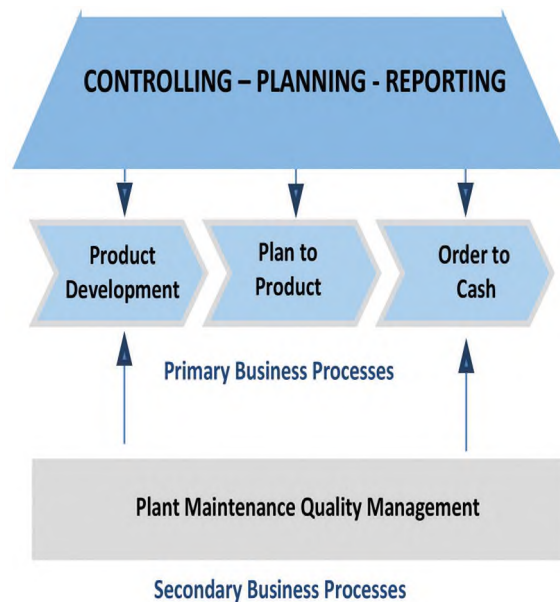 CONTROLLING – PLANNING - REPORTING
Product
Development
Plan to
Product
Order to
Cash
Primary Business Processes
Plant Maintenance Quality Management
Secondary Business Processes